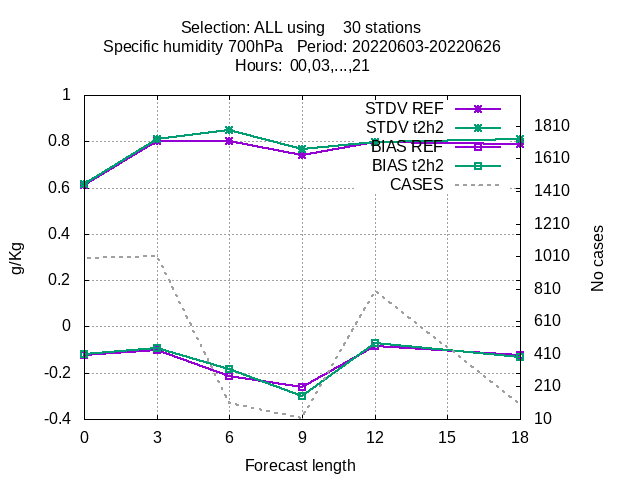 Selection: ALL using    30 stations
Specific humidity 700hPa   Period: 20220603-20220626
Hours: 00,03,...,21
STDV REF
STDV t2h2
BIAS REF
BIAS t2h2
CASES
1
0.8
0.6
0.4
0.2
0
-0.2
-0.4
g/Kg
1810
1610
1410
1210
1010
810
610
410
210
10
No cases
0 3 6 9 12 15 18
Forecast length